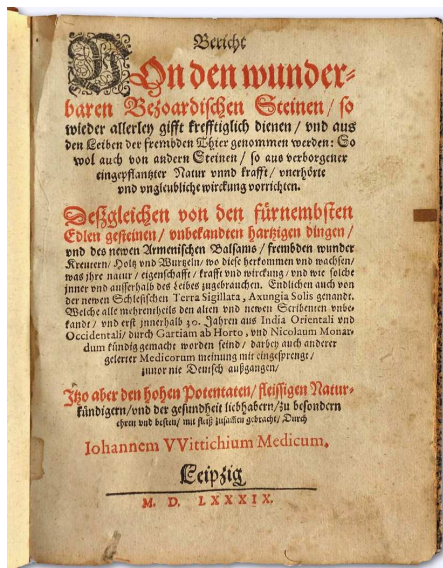 Bericht
VOn den wunder-
baren Bezoardischen Steinen / so
wieder allerley gifft krefftiglich dienen / vnd aus
den Leiben der frembden Thier genommen werden: So
wol auch von andern Steinen / so aus verborgener
eingepflantzter Natur vnnd krafft / vnerhörte
vnd vngleubliche wirckung vorrichten.
Deßgleichen von den fürnembsten
Edlen gesteinen / vnbekandten hartzigen dingen /
vnd des newen Armenischen Balsams / frembden wunder
Kreutern / Holtz vnd Wurtzeln / wo diese herkommen vnd wachsen /
was ihre natur / eigenschafft / krafft vnd wirckung / vnd wie solche
inner vnd ausserhalb des Leibes zugebrauchen. Endlichen auch von
der newen Schlesischen Terra Sigillata, Axungia Solis genandt.
Welche alle mehrentheils den alten vnd newen Scribenten vnbe-
kandt / vnd erst innerhalb 30. Jahren aus India Orientali vnd
Occidentali / durch Gartiam ab Horto, vnd Nicolaum Monar-
dum kündig gemacht worden seind / darbey auch anderer
gelerter Medicorum meinung mit eingesprengt /
zuuor nie Deutsch außgangen /
Itzo aber den hohen Potentaten / fleissigen Natur-
kündigern / vnd der gesundheit liebhabern / zu besondern
ehren vnd besten / mit fleiß zusammen gebracht / Durch
Iohannem VVittichium Medicum.
Leipzig
M. D. LXXXIX.